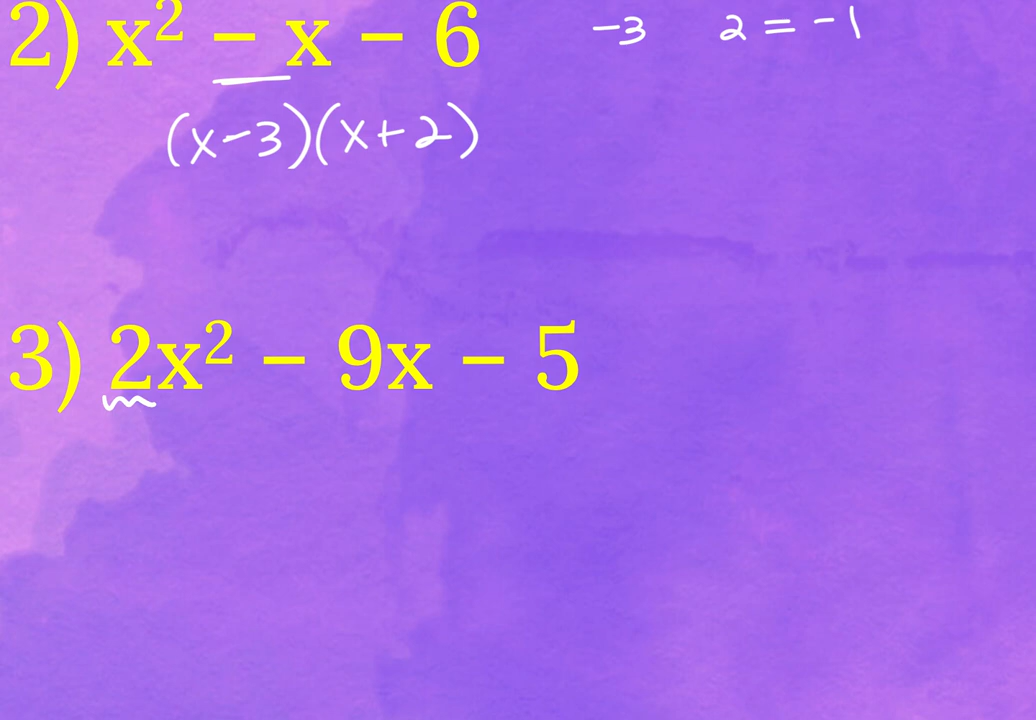 2) x² − x − 6 −3 2 = −1
(x−3)(x+2)
3) 2x² − 9x − 5